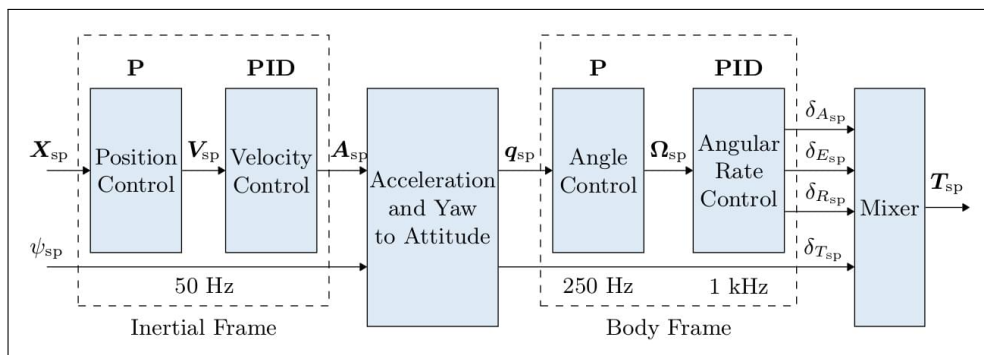 P
PID
P
PID
X_sp
Position
Control
V_sp
Velocity
Control
A_sp
Acceleration
and Yaw
to Attitude
q_sp
Angle
Control
Ω_sp
Angular
Rate
Control
δ_A_sp
δ_E_sp
δ_R_sp
δ_T_sp
Mixer
T_sp
ψ_sp
50 Hz
250 Hz
1 kHz
Inertial Frame
Body Frame